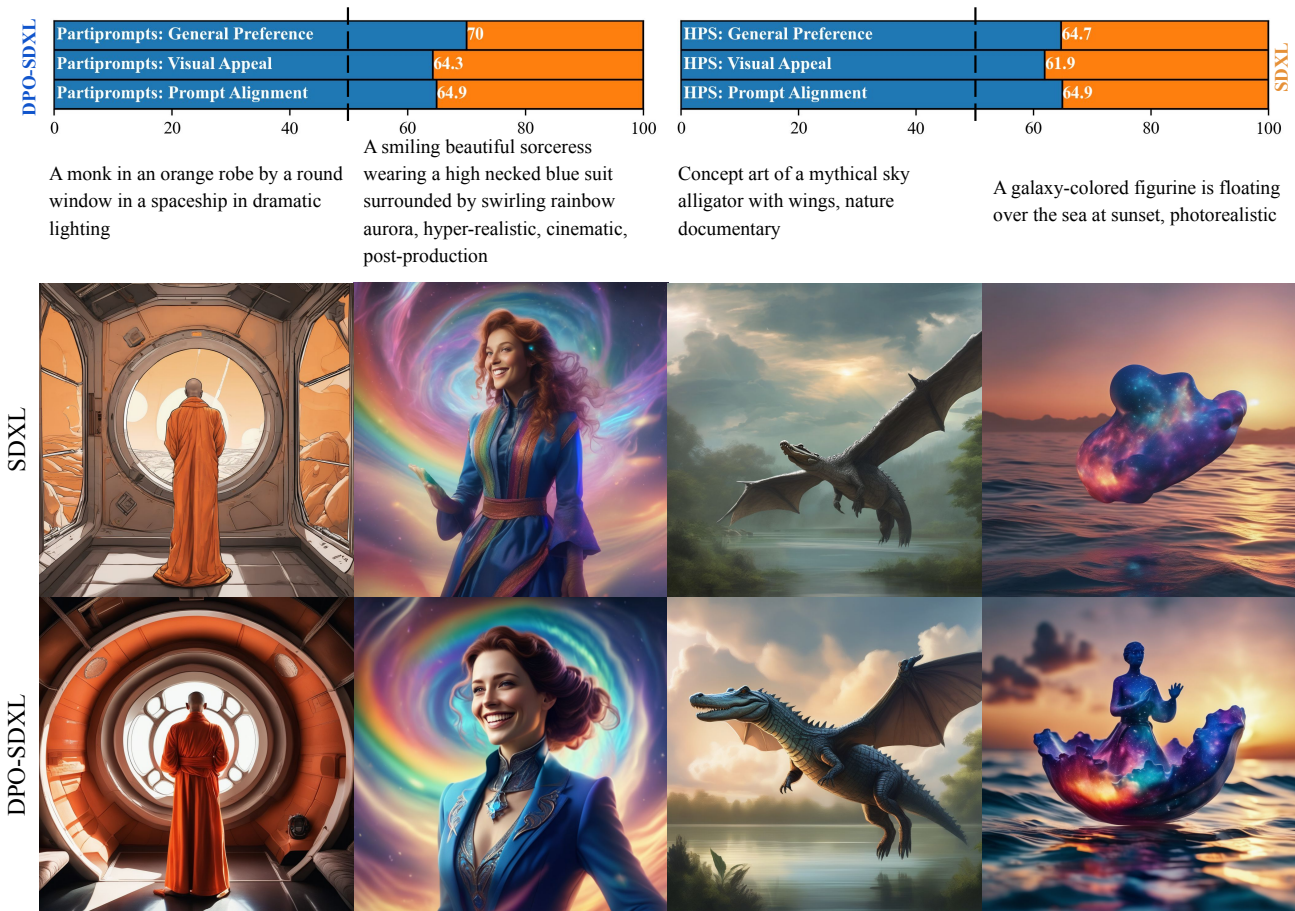 DPO-SDXL
Partiprompts: General Preference 70
Partiprompts: Visual Appeal 64.3
Partiprompts: Prompt Alignment 64.9
0 20 40 60 80 100
HPS: General Preference 64.7
HPS: Visual Appeal 61.9
HPS: Prompt Alignment 64.9
0 20 40 60 80 100
SDXL
A monk in an orange robe by a round
window in a spaceship in dramatic
lighting
A smiling beautiful sorceress
wearing a high necked blue suit
surrounded by swirling rainbow
aurora, hyper-realistic, cinematic,
post-production
Concept art of a mythical sky
alligator with wings, nature
documentary
A galaxy-colored figurine is floating
over the sea at sunset, photorealistic
SDXL
DPO-SDXL